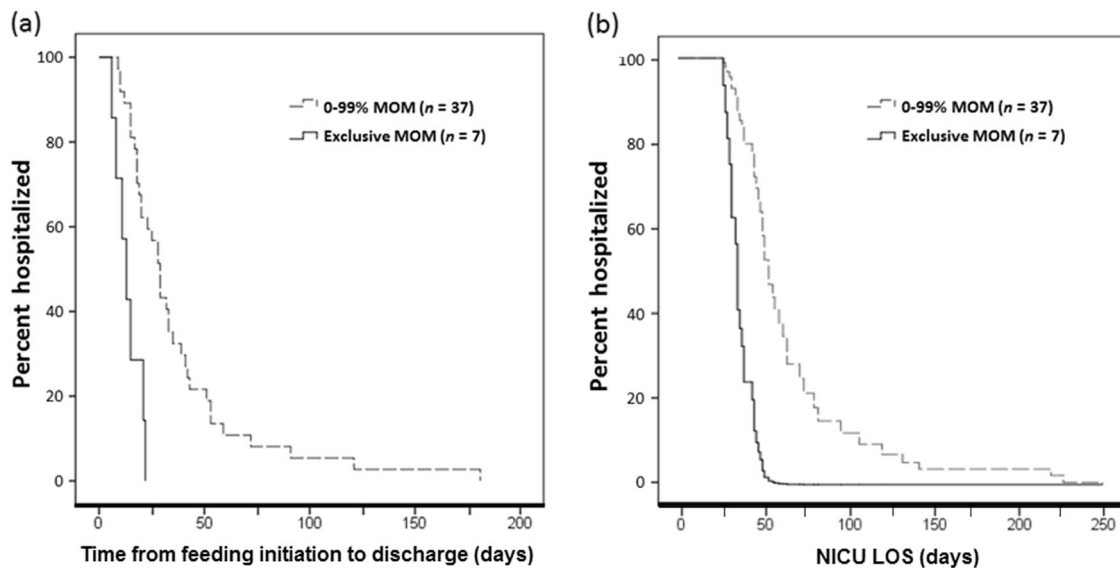 (a)
100
80
60
40
20
0
Percent hospitalized
0-99% MOM (n = 37)
Exclusive MOM (n = 7)
0 50 100 150 200
Time from feeding initiation to discharge (days)
(b)
100
80
60
40
20
0
Percent hospitalized
0-99% MOM (n = 37)
Exclusive MOM (n = 7)
0 50 100 150 200 250
NICU LOS (days)